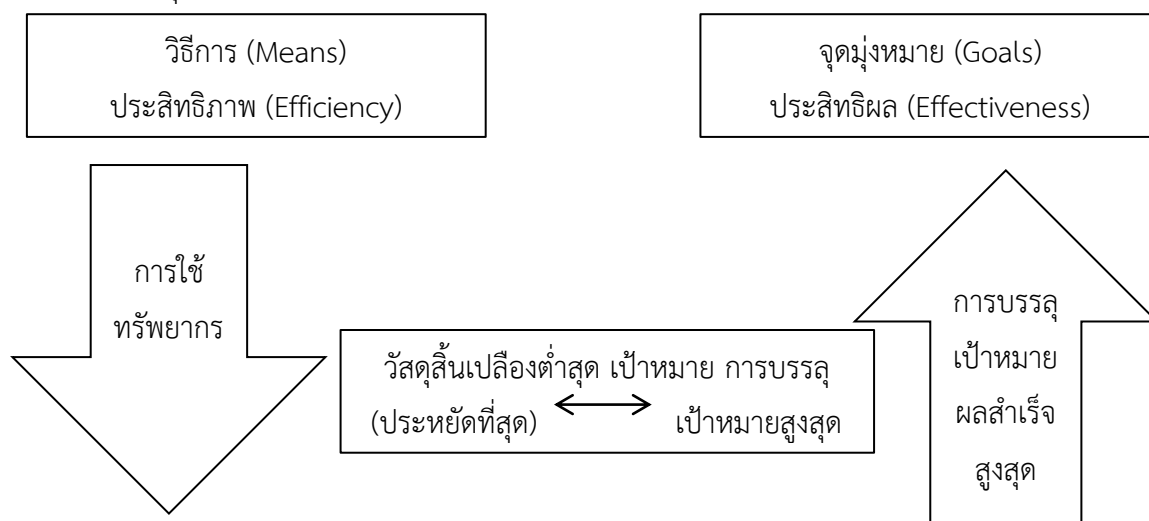 วิธีการ (Means)
ประสิทธิภาพ (Efficiency)
จุดมุ่งหมาย (Goals)
ประสิทธิผล (Effectiveness)
การใช้
ทรัพยากร
วัสดุสิ้นเปลืองต่ำสุด เป้าหมาย การบรรลุ
(ประหยัดที่สุด) เป้าหมายสูงสุด
การบรรลุ
เป้าหมาย
ผลสำเร็จ
สูงสุด